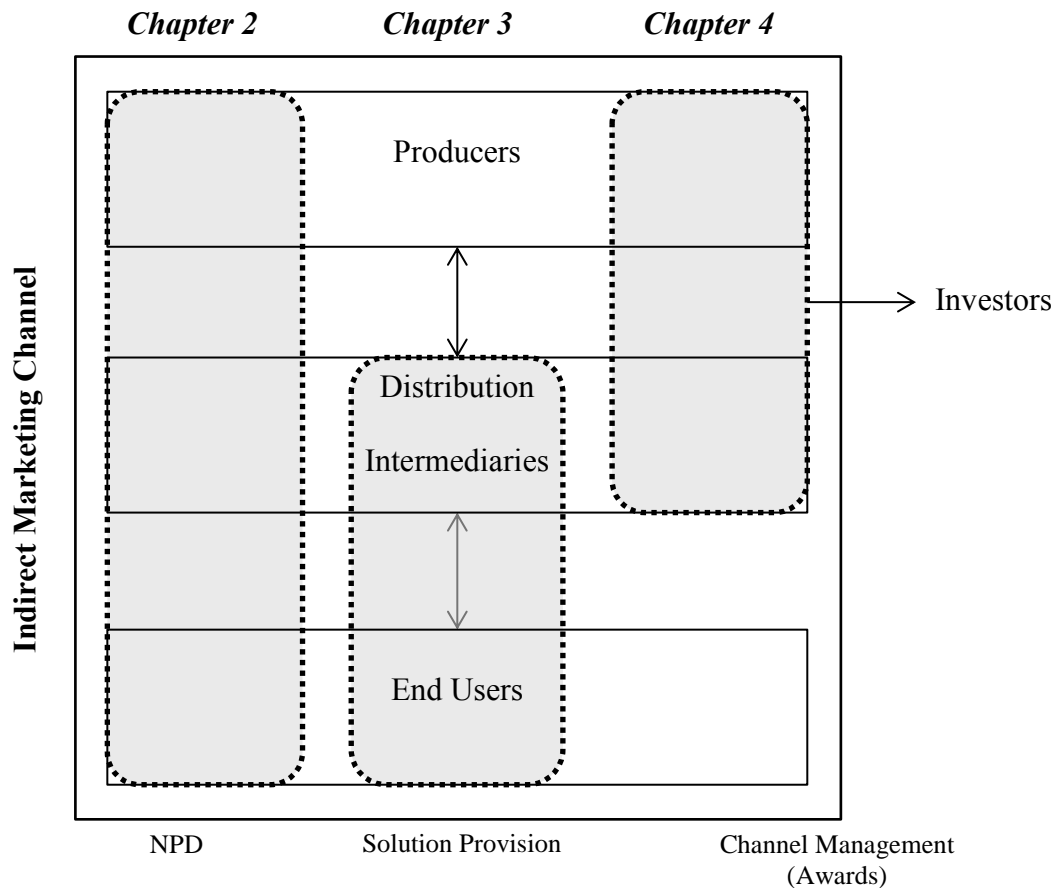 Chapter 2 Chapter 3 Chapter 4
Producers
Investors
Indirect Marketing Channel
Distribution
Intermediaries
End Users
NPD Solution Provision Channel Management
(Awards)